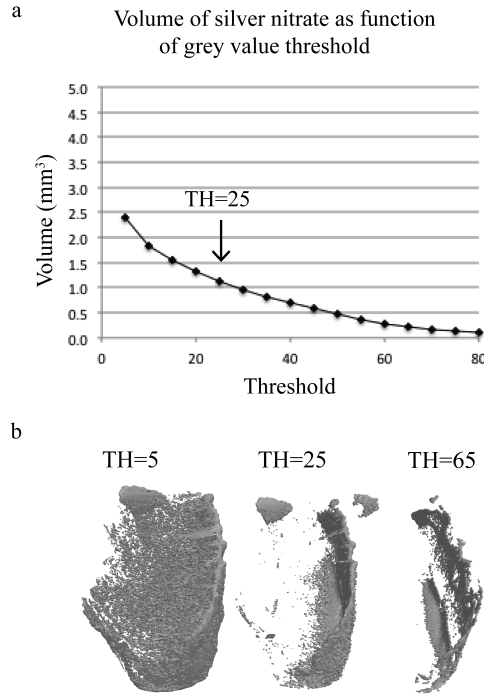 a
Volume of silver nitrate as function
of grey value threshold
5.0
4.5
4.0
3.5
3.0
2.5
2.0
1.5
1.0
0.5
0.0
Volume (mm³)
TH=25
0 20 40 60 80
Threshold
b
TH=5 TH=25 TH=65